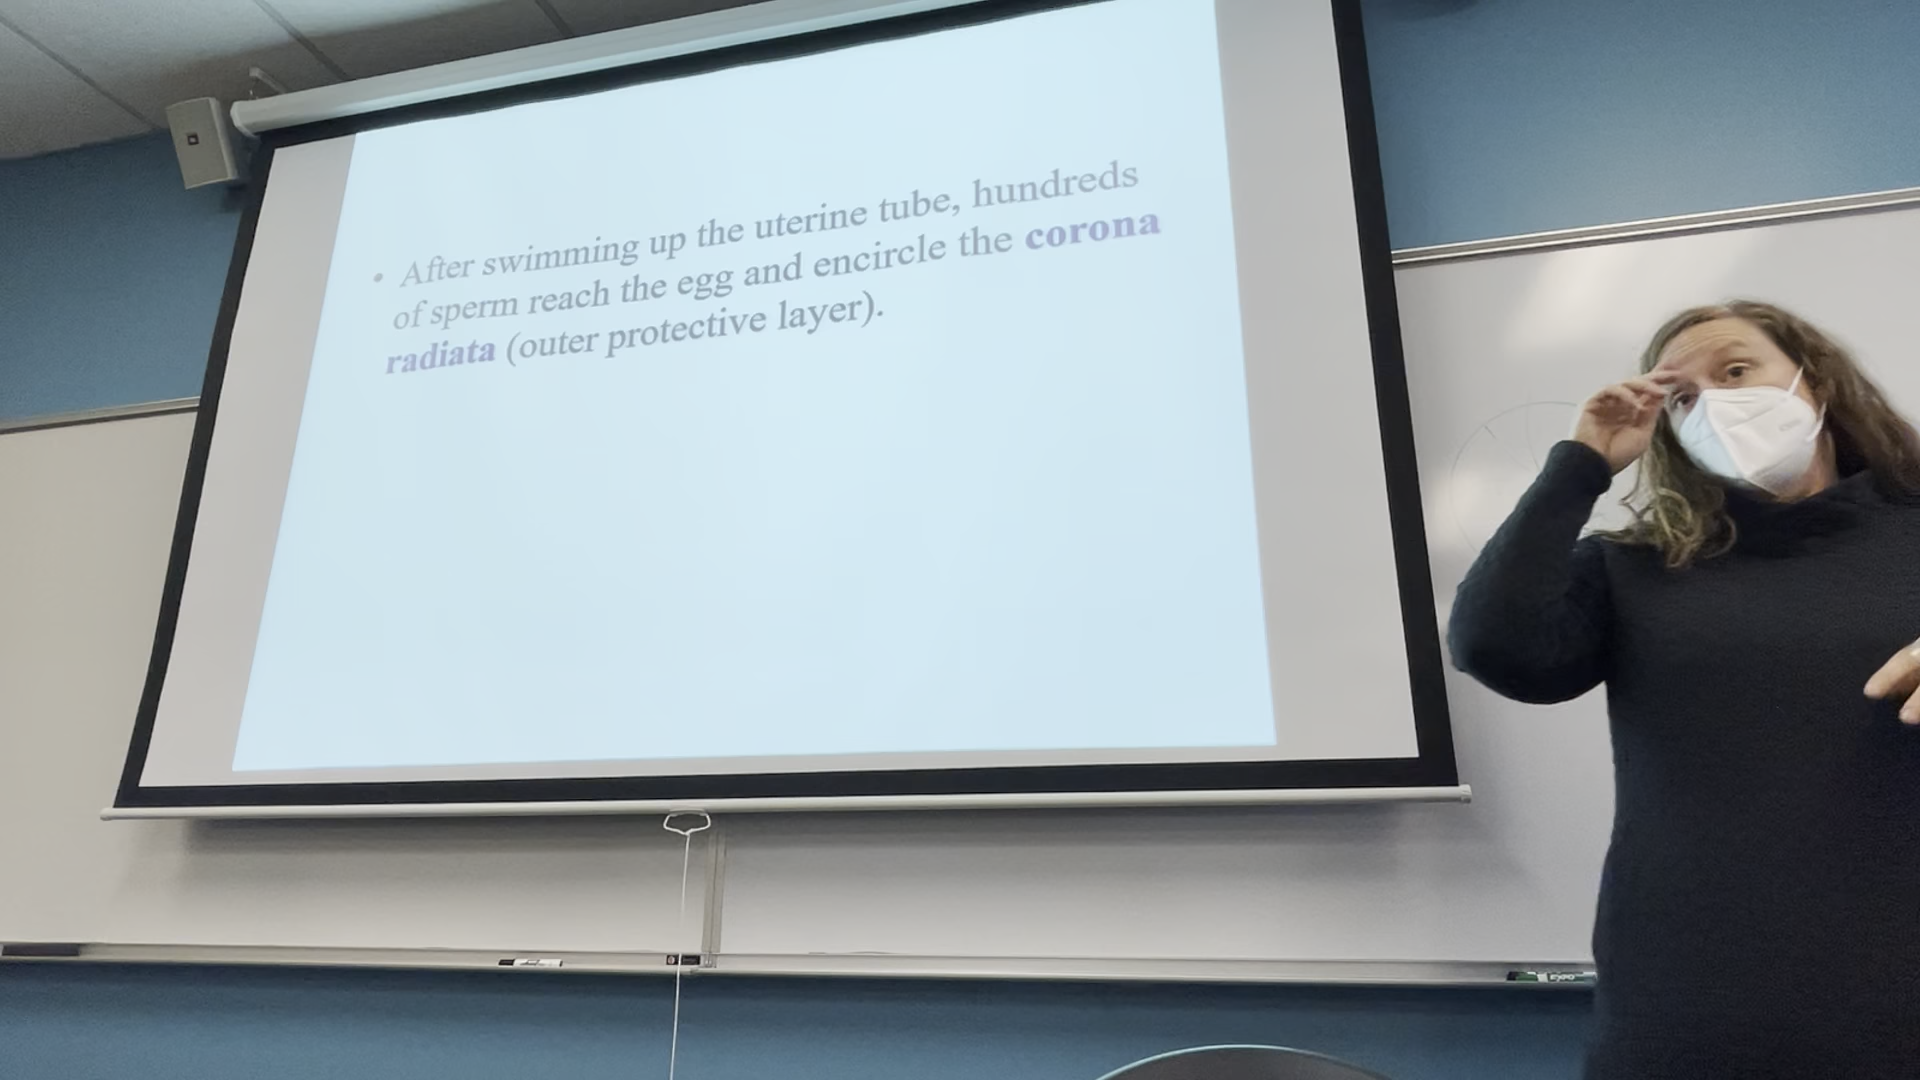 • After swimming up the uterine tube, hundreds
of sperm reach the egg and encircle the corona
radiata (outer protective layer).
EXPO